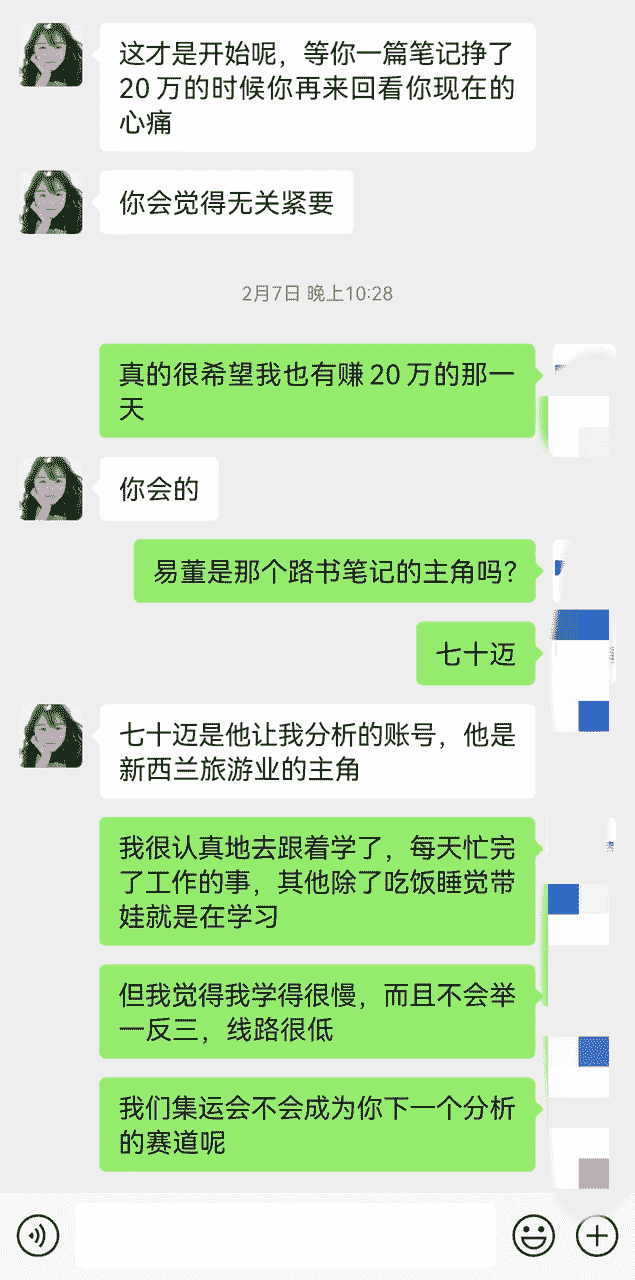 这才是开始呢，等你一篇笔记挣了
20 万的时候你再来回看你现在的
心痛
你会觉得无关紧要
2月7日 晚上10:28
真的很希望我也有赚 20 万的那一
天
你会的
易董是那个路书笔记的主角吗？
七十迈
七十迈是他让我分析的账号，他是
新西兰旅游业的主角
我很认真地去跟着学了，每天忙完
了工作的事，其他除了吃饭睡觉带
娃就是在学习
但我觉得我学得很慢，而且不会举
一反三，线路很低
我们集运会不会成为你下一个分析
的赛道呢